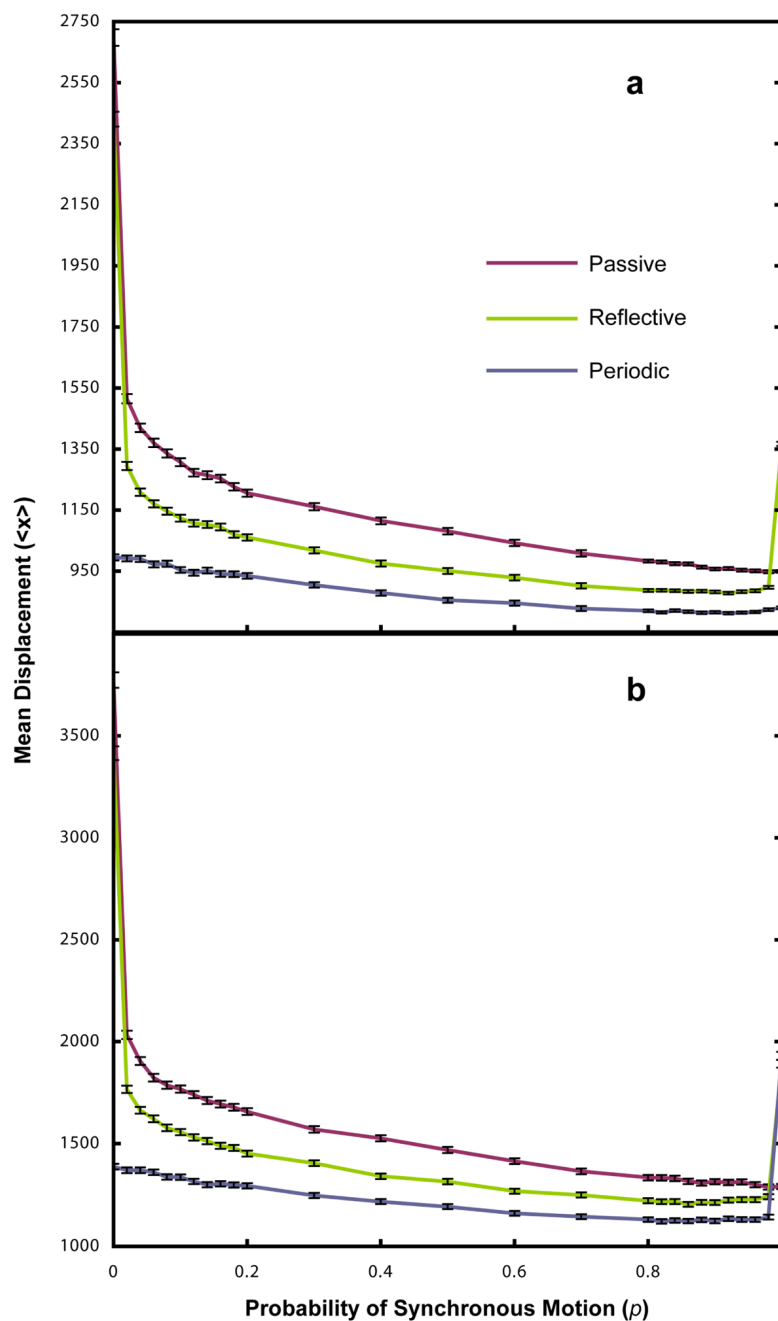 2750
2550
2350
2150
1950
1750
1550
1350
1150
950
a
Passive
Reflective
Periodic
Mean Displacement (<x>)
b
3500
3000
2500
2000
1500
1000
0 0.2 0.4 0.6 0.8
Probability of Synchronous Motion (p)